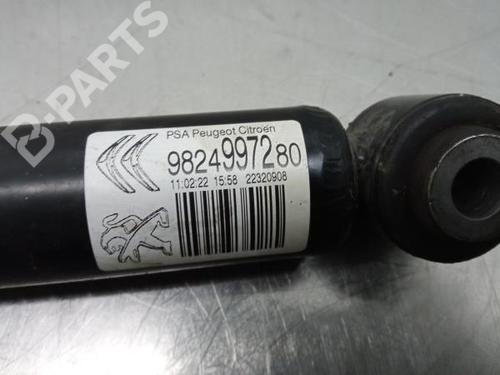 B-PARTS
PSA Peugeot Citroën
9824997280
11.02.22 15:58 22320908